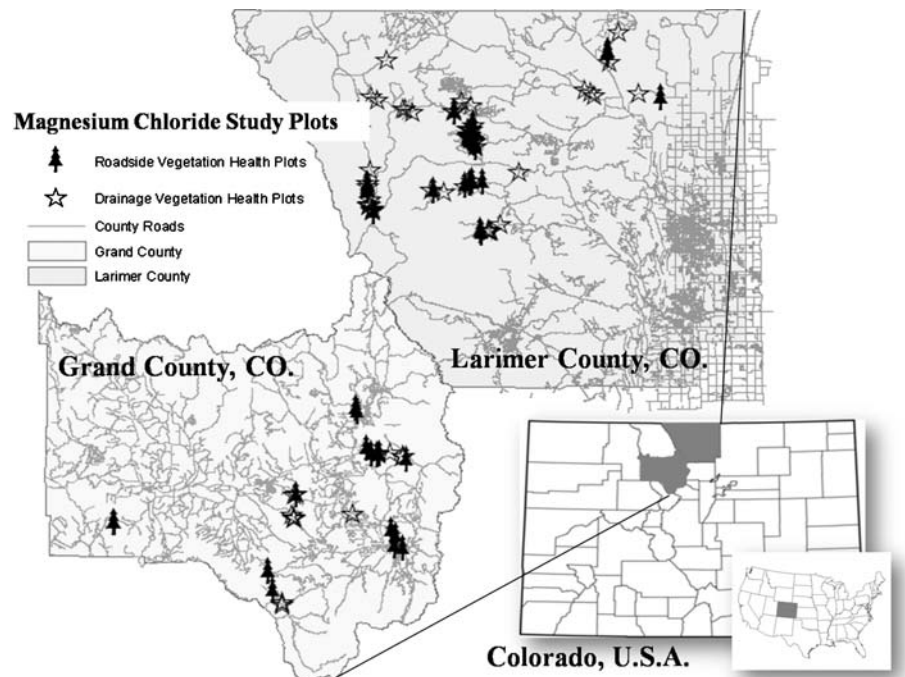 Magnesium Chloride Study Plots
Roadside Vegetation Health Plots
Drainage Vegetation Health Plots
County Roads
Grand County
Larimer County
Grand County, CO.
Larimer County, CO.
Colorado, U.S.A.